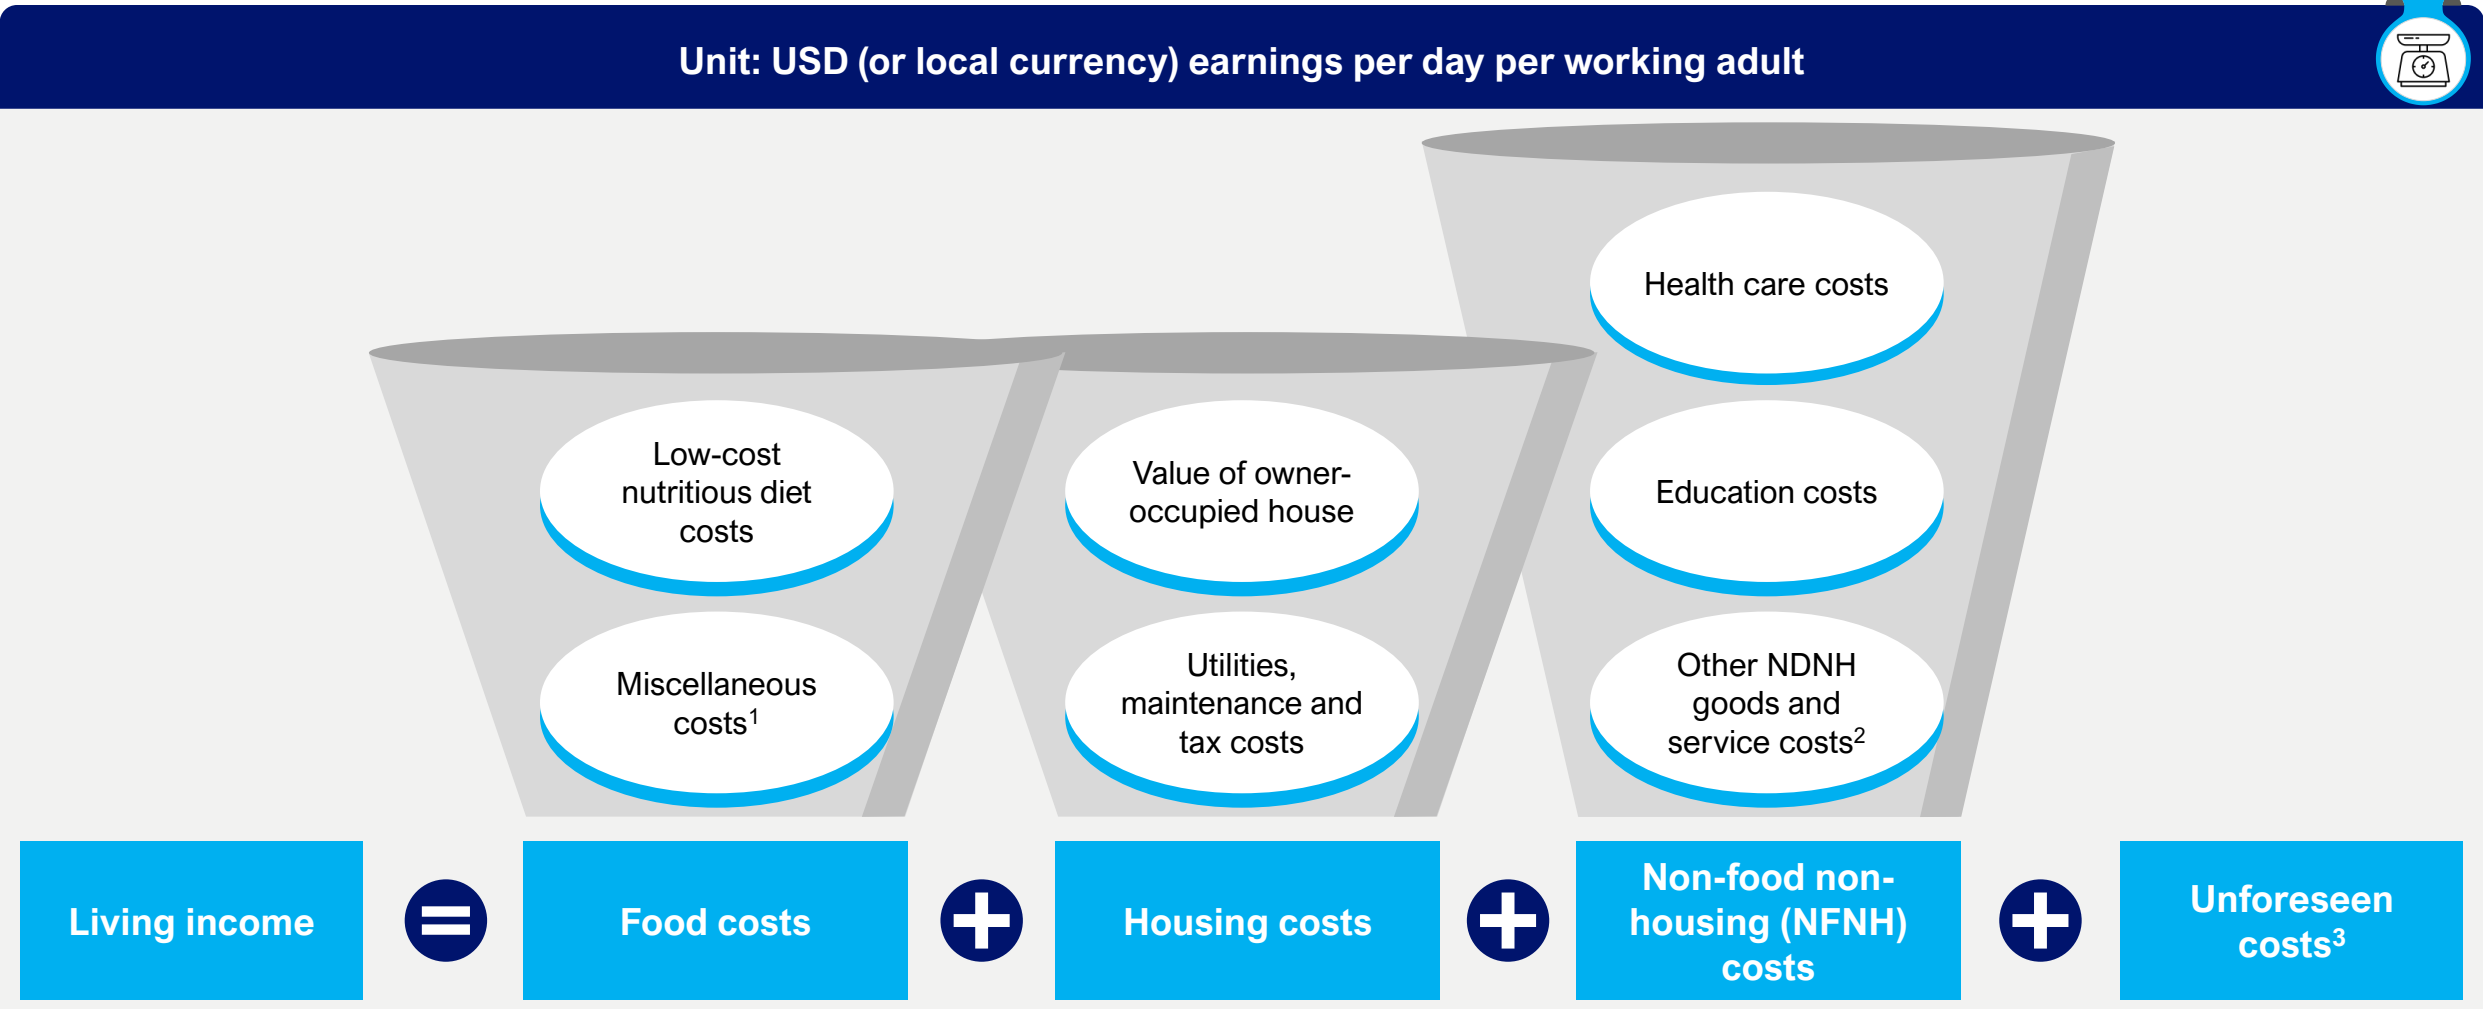 Unit: USD (or local currency) earnings per day per working adult
Low-cost
nutritious diet
costs
Miscellaneous
costs¹
Value of owner-
occupied house
Utilities,
maintenance and
tax costs
Health care costs
Education costs
Other NDNH
goods and
service costs²
Living income
=
Food costs
+
Housing costs
+
Non-food non-
housing (NFNH)
costs
+
Unforeseen
costs³